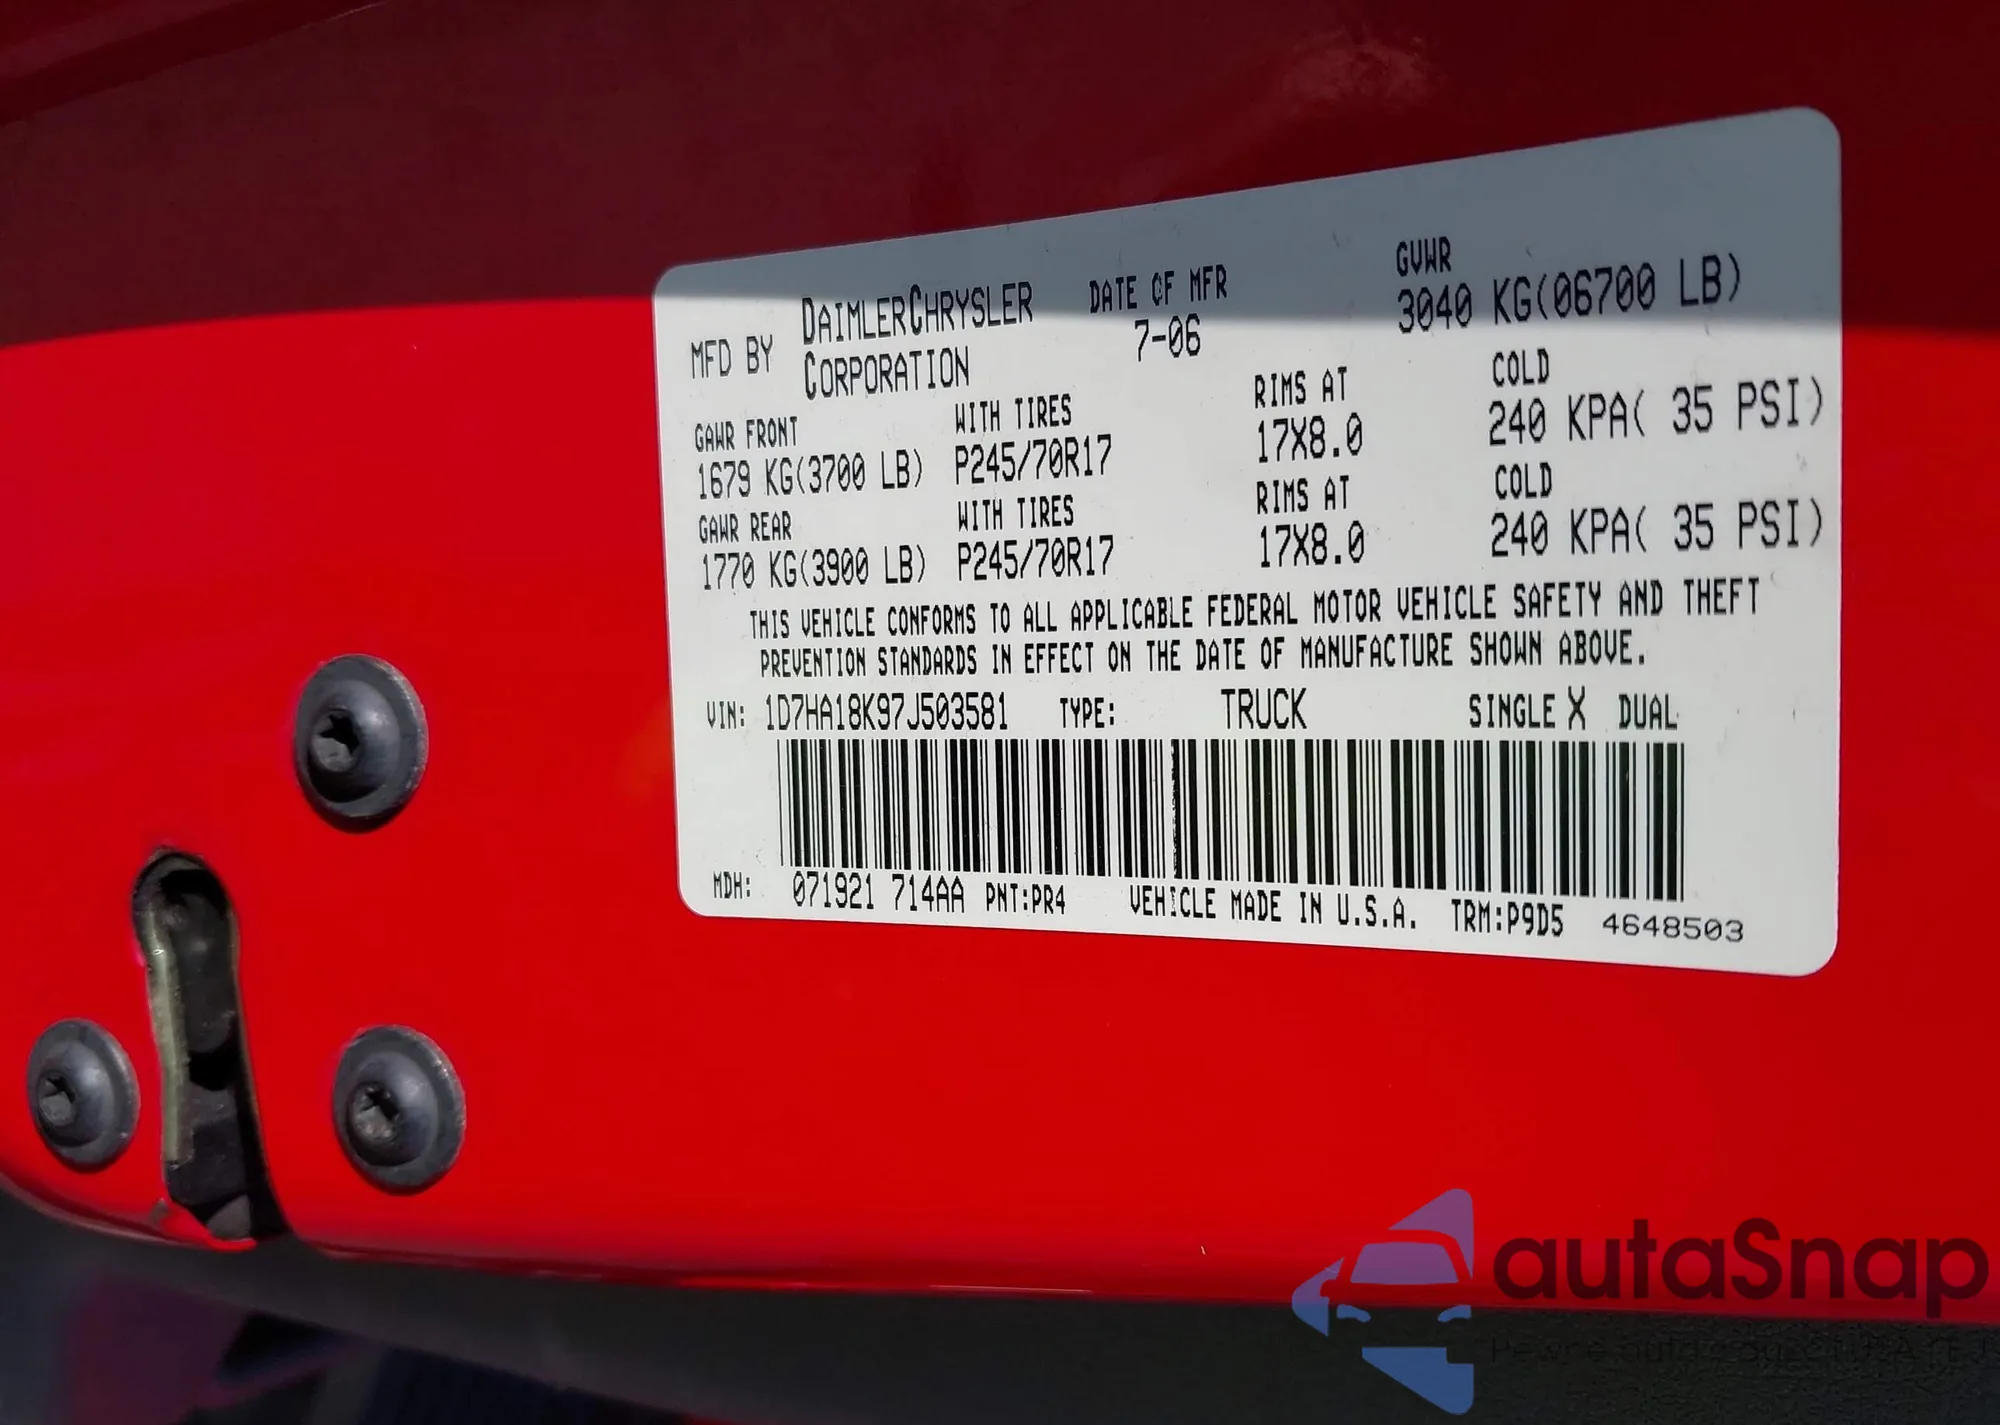 MFD BY DAIMLERCHRYSLER CORPORATION DATE OF MFR 7-06 GVWR 3040 KG(06700 LB)
GAWR FRONT WITH TIRES RIMS AT COLD
1679 KG(3700 LB) P245/70R17 17X8.0 240 KPA( 35 PSI)
GAWR REAR WITH TIRES RIMS AT COLD
1770 KG(3900 LB) P245/70R17 17X8.0 240 KPA( 35 PSI)
THIS VEHICLE CONFORMS TO ALL APPLICABLE FEDERAL MOTOR VEHICLE SAFETY AND THEFT
PREVENTION STANDARDS IN EFFECT ON THE DATE OF MANUFACTURE SHOWN ABOVE.
VIN: 1D7HA18K97J503581 TYPE: TRUCK SINGLE X DUAL
MDH: 071921 714AA PNT:PR4 VEHICLE MADE IN U.S.A. TRM:P9D5 4648503
autaSnap